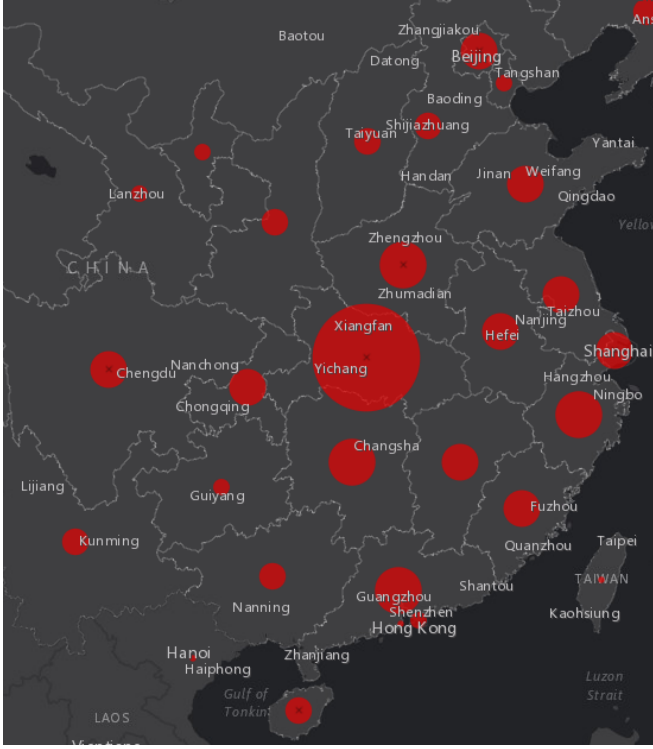 Ans
Zhangjiakou
Baotou
Beijing
Datong
Tangshan
Baoding
Shijiazhuang
Taiyuan
Yantai
Jinan
Weifang
Handan
Lanzhou
Qingdao
Yellow
Zhengzhou
CHINA
Zhumadian
Taizhou
Nanjing
Xiangfan
Hefei
Shanghai
Nanchong
Yichang
Chengdu
Hangzhou
Ningbo
Chongqing
Changsha
Lijiang
Guiyang
Fuzhou
Kunming
Taipei
Quanzhou
TAIWAN
Shantou
Guangzhou
Nanning
Shenzhen
Kaohsiung
Hong Kong
Hanoi
Zhanjiang
Haiphong
Luzon
Strait
Gulf of
Tonkin
LAOS